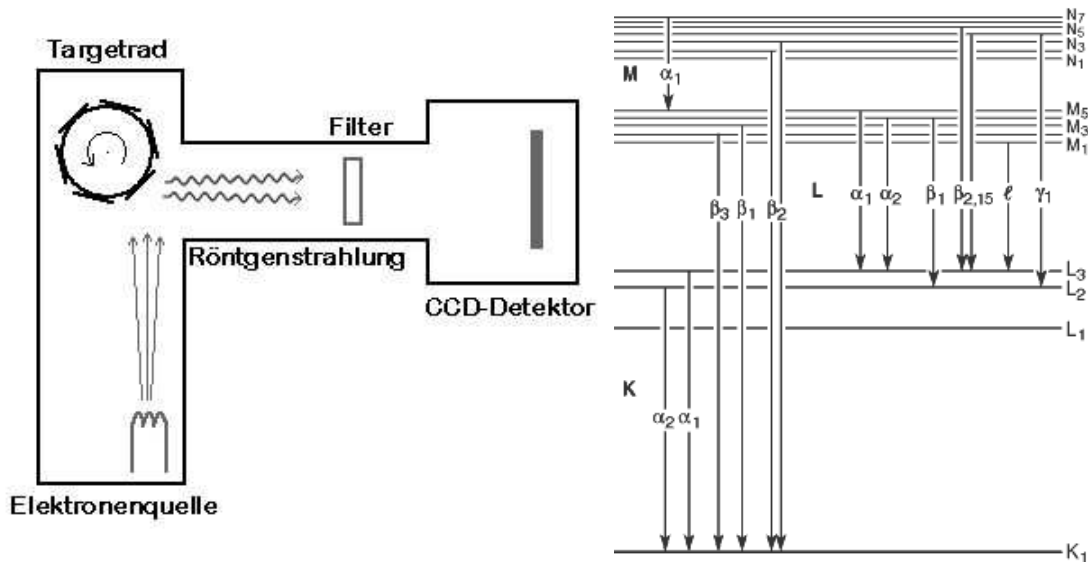 Targetrad
Filter
Röntgenstrahlung
CCD-Detektor
Elektronenquelle
N₇
N₅
N₃
N₁
M α₁
M₅
M₃
M₁
L α₁ α₂ β₁ β₂,₁₅ ℓ γ₁
β₃ β₁ β₂
L₃
L₂
L₁
K
α₂ α₁
K₁